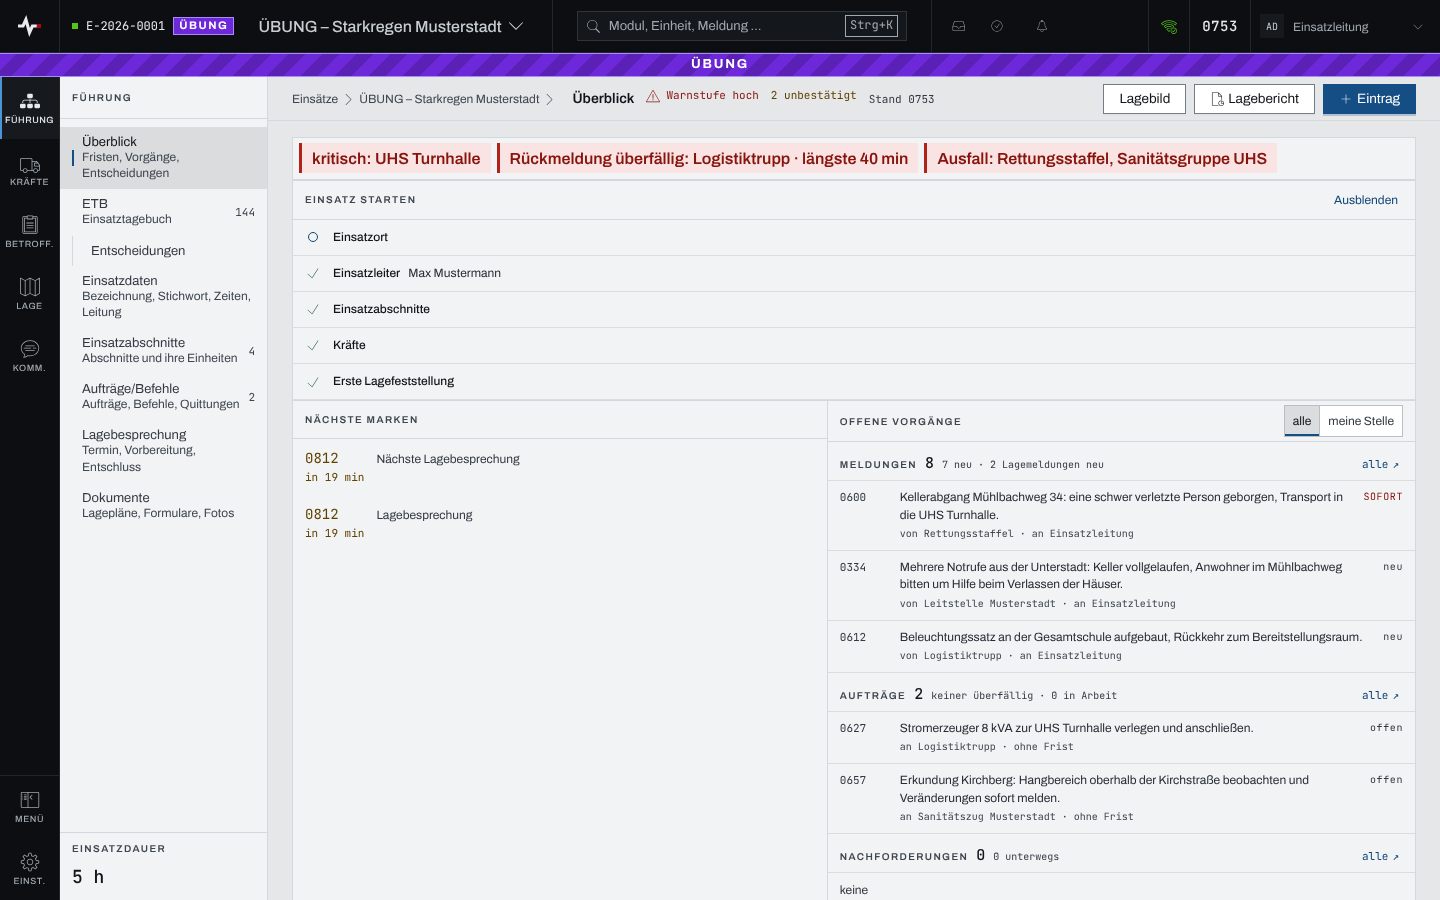 E-2026-0001 ÜBUNG ÜBUNG – Starkregen Musterstadt Modul, Einheit, Meldung ... Strg+K 0753 AD Einsatzleitung
ÜBUNG
FÜHRUNG
KRÄFTE
BETROFF.
LAGE
KOMM.
MENÜ
EINST.
FÜHRUNG
Überblick
Fristen, Vorgänge,
Entscheidungen
ETB
Einsatztagebuch
144
Entscheidungen
Einsatzdaten
Bezeichnung, Stichwort, Zeiten,
Leitung
Einsatzabschnitte
Abschnitte und ihre Einheiten
4
Aufträge/Befehle
Aufträge, Befehle, Quittungen
2
Lagebesprechung
Termin, Vorbereitung,
Entschluss
Dokumente
Lagepläne, Formulare, Fotos
EINSATZDAUER
5 h
Einsätze ÜBUNG – Starkregen Musterstadt Überblick Warnstufe hoch 2 unbestätigt Stand 0753
Lagebild Lagebericht + Eintrag
kritisch: UHS Turnhalle Rückmeldung überfällig: Logistiktrupp · längste 40 min Ausfall: Rettungsstaffel, Sanitätsgruppe UHS
EINSATZ STARTEN Ausblenden
Einsatzort
Einsatzleiter Max Mustermann
Einsatzabschnitte
Kräfte
Erste Lagefeststellung
NÄCHSTE MARKEN
0812 Nächste Lagebesprechung
in 19 min
0812 Lagebesprechung
in 19 min
OFFENE VORGÄNGE alle meine Stelle
MELDUNGEN 8 7 neu · 2 Lagemeldungen neu alle ↗
0600 Kellerabgang Mühlbachweg 34: eine schwer verletzte Person geborgen, Transport in SOFORT
die UHS Turnhalle.
von Rettungsstaffel · an Einsatzleitung
0334 Mehrere Notrufe aus der Unterstadt: Keller vollgelaufen, Anwohner im Mühlbachweg neu
bitten um Hilfe beim Verlassen der Häuser.
von Leitstelle Musterstadt · an Einsatzleitung
0612 Beleuchtungssatz an der Gesamtschule aufgebaut, Rückkehr zum Bereitstellungsraum. neu
von Logistiktrupp · an Einsatzleitung
AUFTRÄGE 2 keiner überfällig · 0 in Arbeit alle ↗
0627 Stromerzeuger 8 kVA zur UHS Turnhalle verlegen und anschließen. offen
an Logistiktrupp · ohne Frist
0657 Erkundung Kirchberg: Hangbereich oberhalb der Kirchstraße beobachten und offen
Veränderungen sofort melden.
an Sanitätszug Musterstadt · ohne Frist
NACHFORDERUNGEN 0 0 unterwegs alle ↗
keine